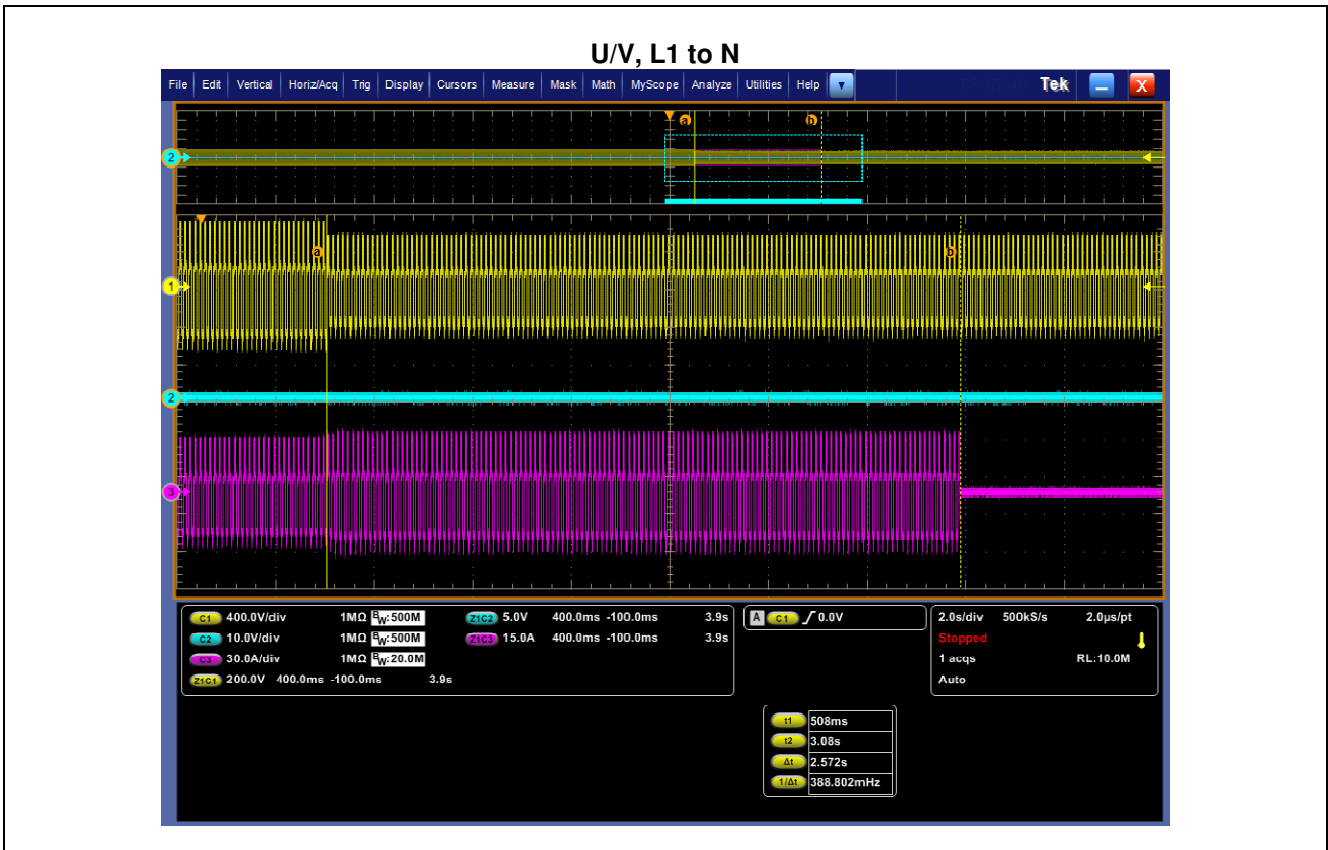 U/V, L1 to N
File Edit Vertical Horiz/Acq Trig Display Cursors Measure Mask Math MyScope Analyze Utilities Help Tek X
a b
2
a b
1
2
3
C1 400.0V/div 1MΩ BW:500M Z1C2 5.0V 400.0ms -100.0ms 3.9s
C2 10.0V/div 1MΩ BW:500M Z1C3 15.0A 400.0ms -100.0ms 3.9s
C3 30.0A/div 1MΩ BW:20.0M
Z1C1 200.0V 400.0ms -100.0ms 3.9s
A C1 0.0V
2.0s/div 500kS/s 2.0µs/pt
Stopped
1 acqs RL:10.0M
Auto
t1 508ms
t2 3.08s
Δt 2.572s
1/Δt 388.802mHz